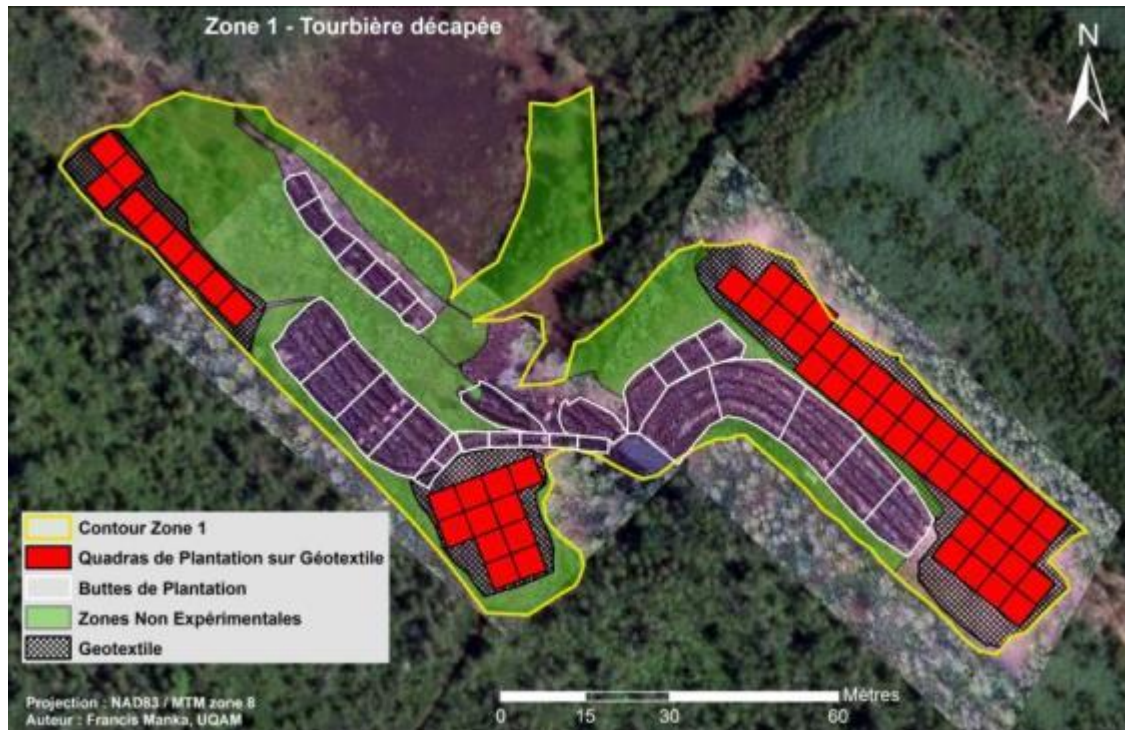 Zone 1 - Tourbière décapée
N
Contour Zone 1
Quadras de Plantation sur Géotextile
Buttes de Plantation
Zones Non Expérimentales
Geotextile
Projection : NAD83 / MTM zone 8
Auteur : Francis Manka, UQAM
Mètres
0 15 30 60